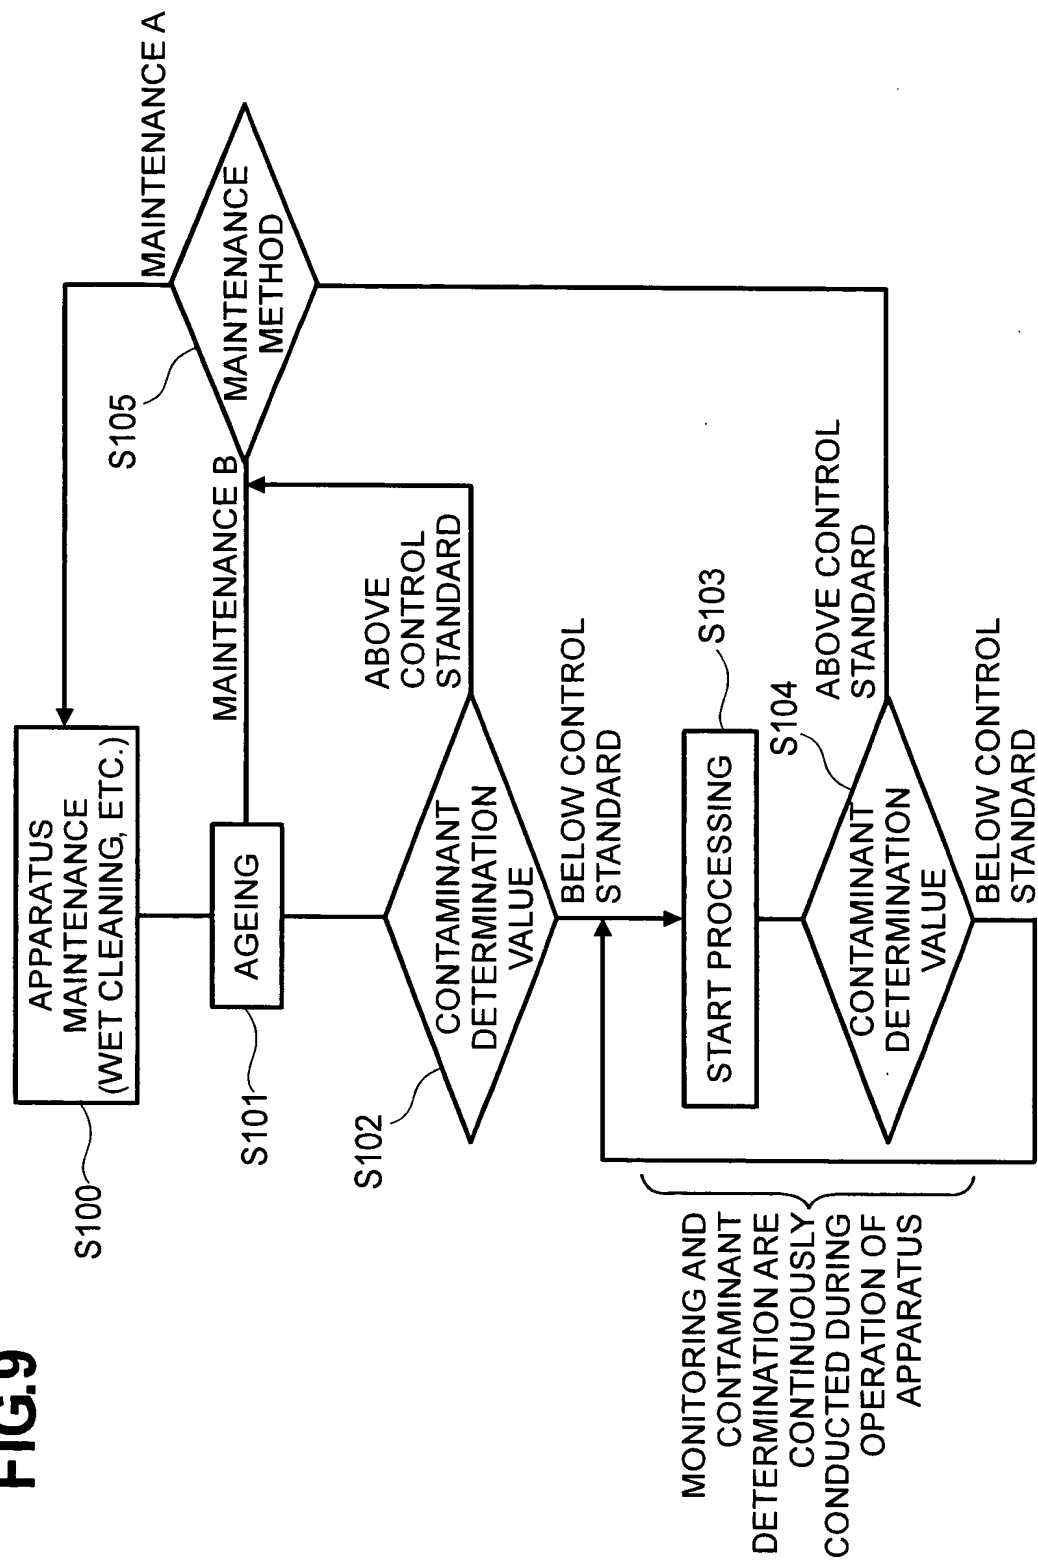 FIG.9
S100
APPARATUS
MAINTENANCE
(WET CLEANING, ETC.)
MAINTENANCE A
S105
MAINTENANCE
METHOD
MAINTENANCE B
S101
AGEING
S102
CONTAMINANT
DETERMINATION
VALUE
ABOVE
CONTROL
STANDARD
BELOW CONTROL
STANDARD
S103
START PROCESSING
S104
CONTAMINANT
DETERMINATION
VALUE
ABOVE CONTROL
STANDARD
BELOW CONTROL
STANDARD
MONITORING AND
CONTAMINANT
DETERMINATION ARE
CONTINUOUSLY
CONDUCTED DURING
OPERATION OF
APPARATUS